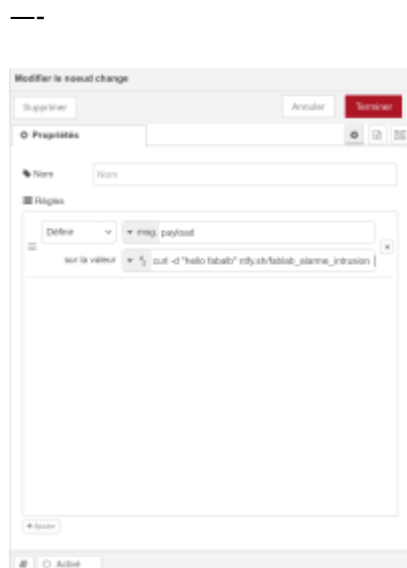 —-
Modifier le noeud change
Supprimer Annuler Terminer
Propriétés
Nom Nom
Règles
Définir msg. payload
sur la valeur curl -d "hello fabalb" ntfy.sh/fablab_alarme_intrusion
+Ajouter
Activé